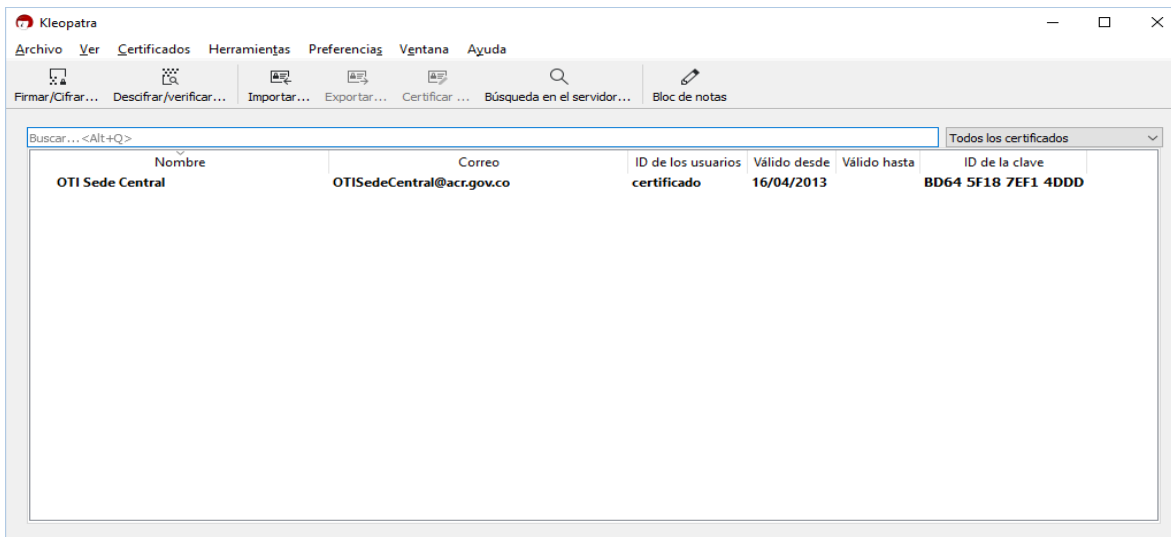 Kleopatra
Archivo Ver Certificados Herramientas Preferencias Ventana Ayuda
Firmar/Cifrar... Descifrar/verificar... Importar... Exportar... Certificar ... Búsqueda en el servidor... Bloc de notas
Buscar...<Alt+Q> Todos los certificados
Nombre Correo ID de los usuarios Válido desde Válido hasta ID de la clave
OTI Sede Central OTISedeCentral@acr.gov.co certificado 16/04/2013 BD64 5F18 7EF1 4DDD